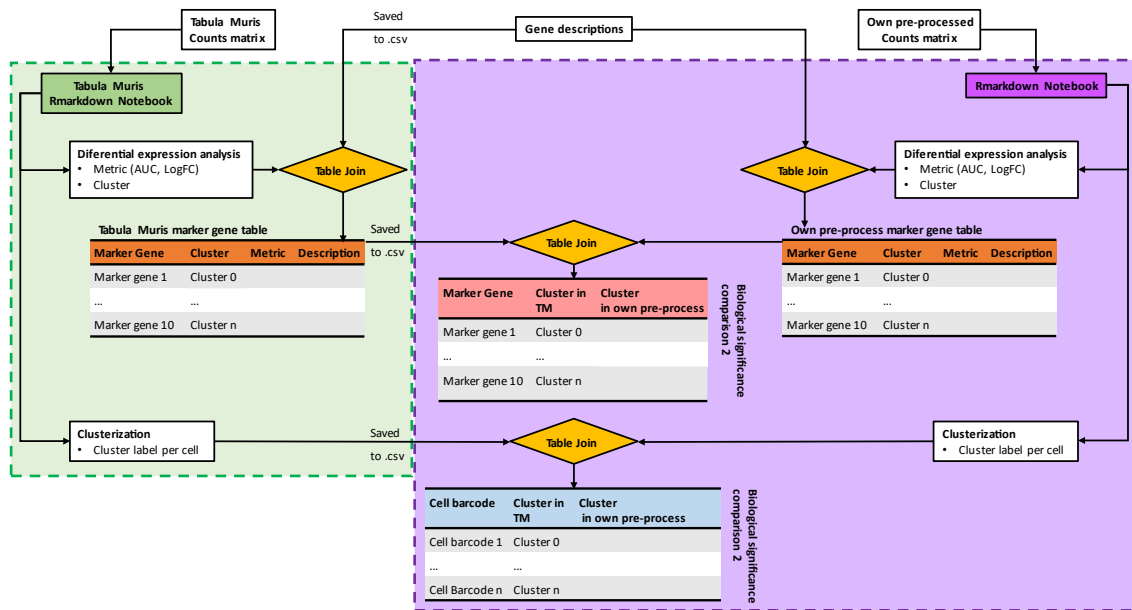 Tabula Muris
Counts matrix
Saved
to .csv
Gene descriptions
Own pre-processed
Counts matrix
Tabula Muris
Rmarkdown Notebook
Rmarkdown Notebook
Diferential expression analysis
• Metric (AUC, LogFC)
• Cluster
Table Join
Table Join
Diferential expression analysis
• Metric (AUC, LogFC)
• Cluster
Tabula Muris marker gene table
Marker Gene Cluster Metric Description
Marker gene 1 Cluster 0
... ...
Marker gene 10 Cluster n
Saved
to .csv
Table Join
Own pre-process marker gene table
Marker Gene Cluster Metric Description
Marker gene 1 Cluster 0
... ...
Marker gene 10 Cluster n
Marker Gene Cluster in TM Cluster in own pre-process
Marker gene 1 Cluster 0
... ...
Marker gene 10 Cluster n
Biological significance
comparison 2
Clusterization
• Cluster label per cell
Saved
to .csv
Table Join
Clusterization
• Cluster label per cell
Cell barcode Cluster in TM Cluster in own pre-process
Cell barcode 1 Cluster 0
... ...
Cell Barcode n Cluster n
Biological significance
comparison 2